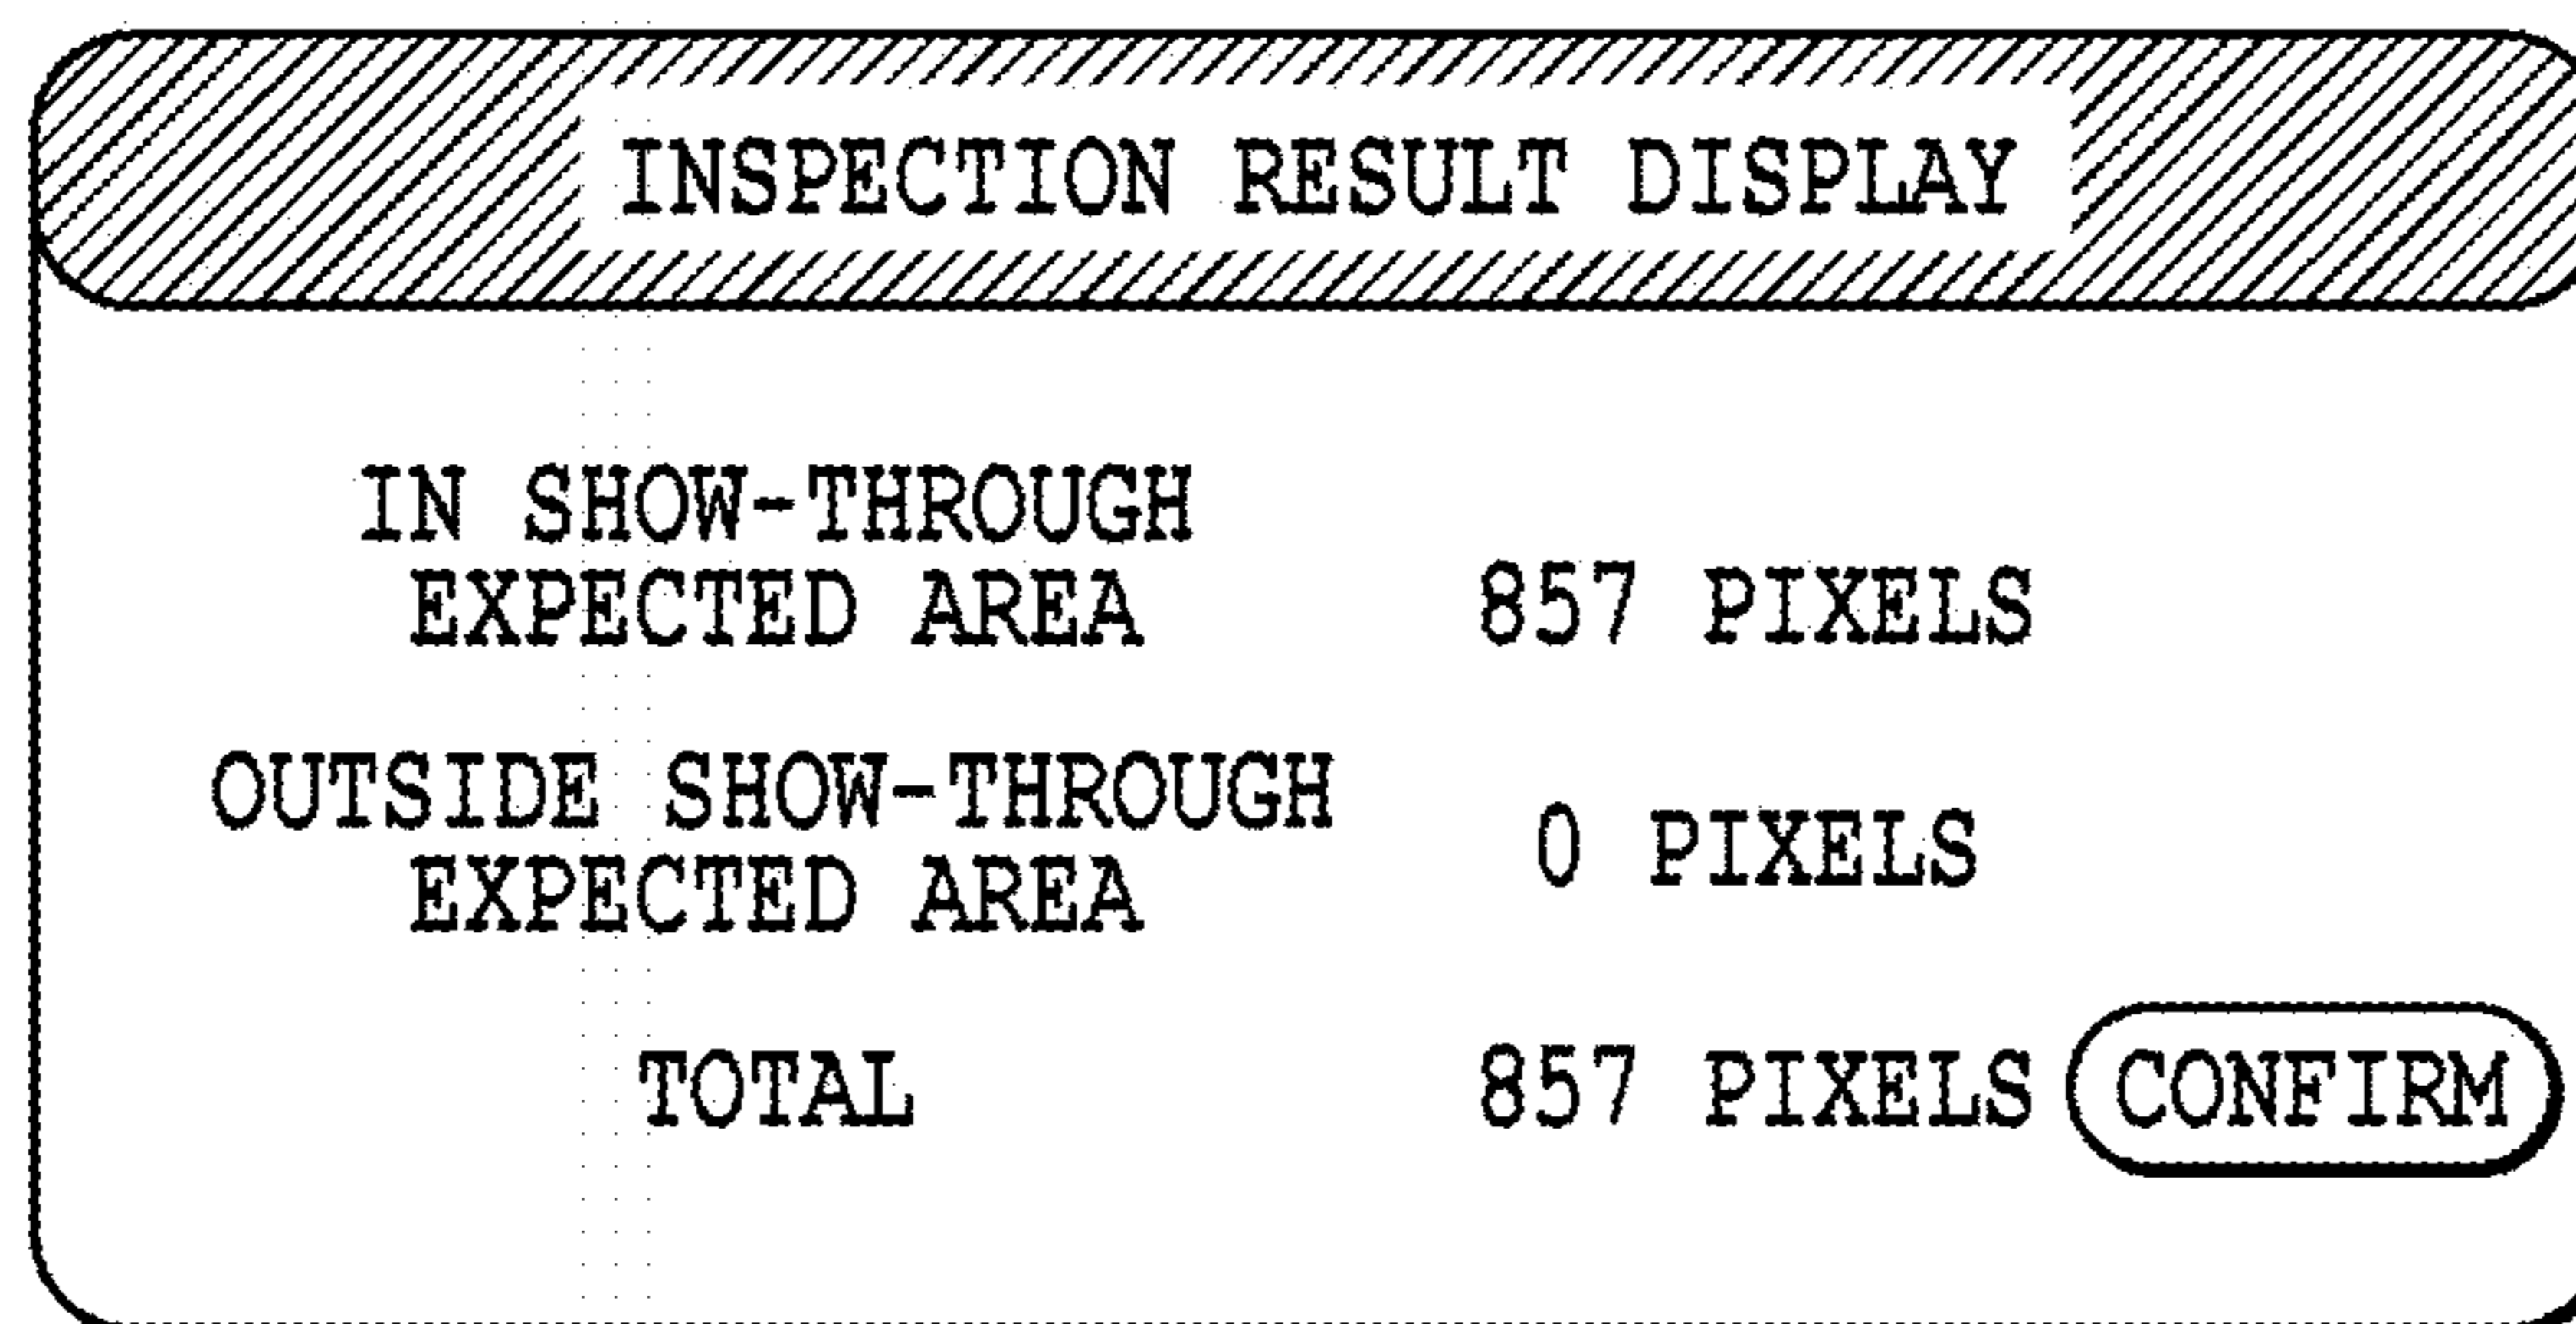 INSPECTION RESULT DISPLAY
IN SHOW-THROUGH
EXPECTED AREA
857 PIXELS
OUTSIDE SHOW-THROUGH
EXPECTED AREA
0 PIXELS
TOTAL
857 PIXELS
CONFIRM